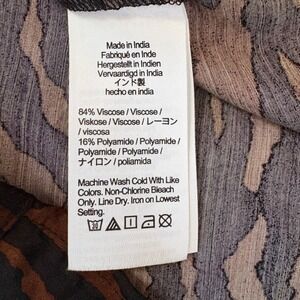 Made in India
Fabriqué en Inde
Hergestellt in Indien
Vervaardigd in India
インド製
hecho en india
84% Viscose / Viscose /
Viskose / Viscose / レーヨン
/ viscosa
16% Polyamide / Polyamide /
Polyamide / Polyamide /
ナイロン / poliamida
Machine Wash Cold With Like
Colors. Non-Chlorine Bleach
Only. Line Dry. Iron on Lowest
Setting.